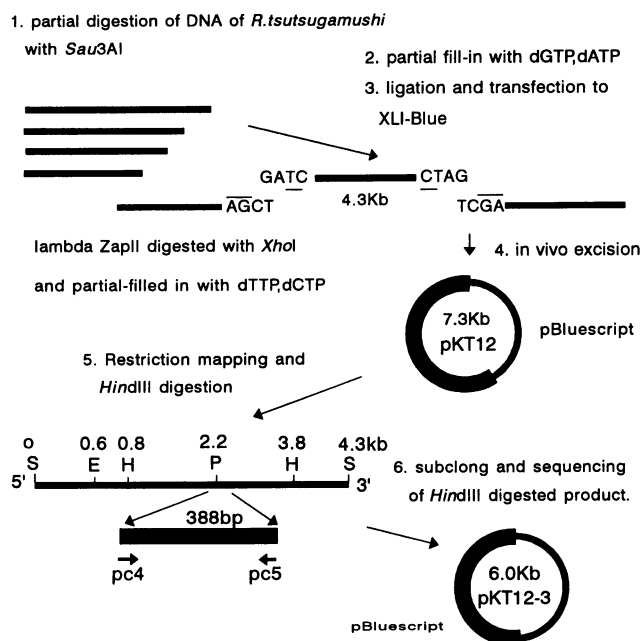 1. partial digestion of DNA of R.tsutsugamushi
with Sau3AI
2. partial fill-in with dGTP,dATP
3. ligation and transfection to
XLI-Blue
GATC
CTAG
4.3Kb
AGCT
TCGA
lambda ZapII digested with XhoI
and partial-filled in with dTTP,dCTP
4. in vivo excision
7.3Kb
pKT12
pBluescript
5. Restriction mapping and
HindIII digestion
o 0.6 0.8 2.2 3.8 4.3kb
S E H P H S
5' 3'
388bp
pc4 pc5
6. subclong and sequencing
of HindIII digested product.
6.0Kb
pKT12-3
pBluescript